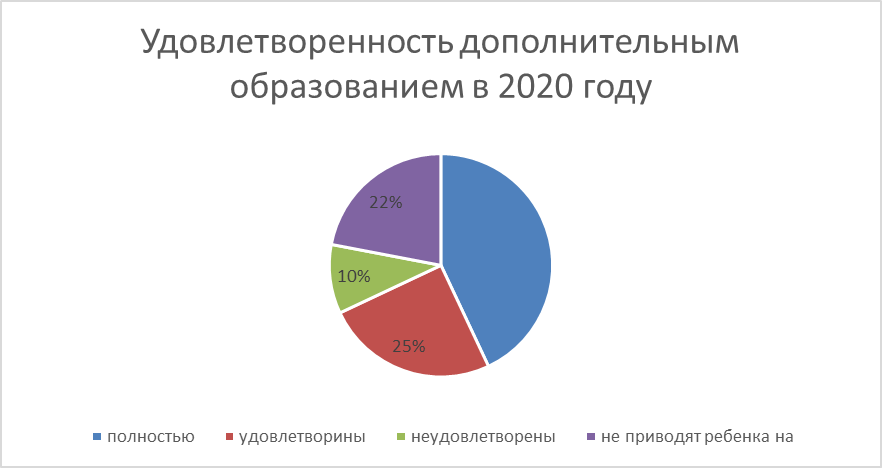 Удовлетворенность дополнительным
образованием в 2020 году
22%
10%
25%
полностью удовлетворины неудовлетворены не приводят ребенка на